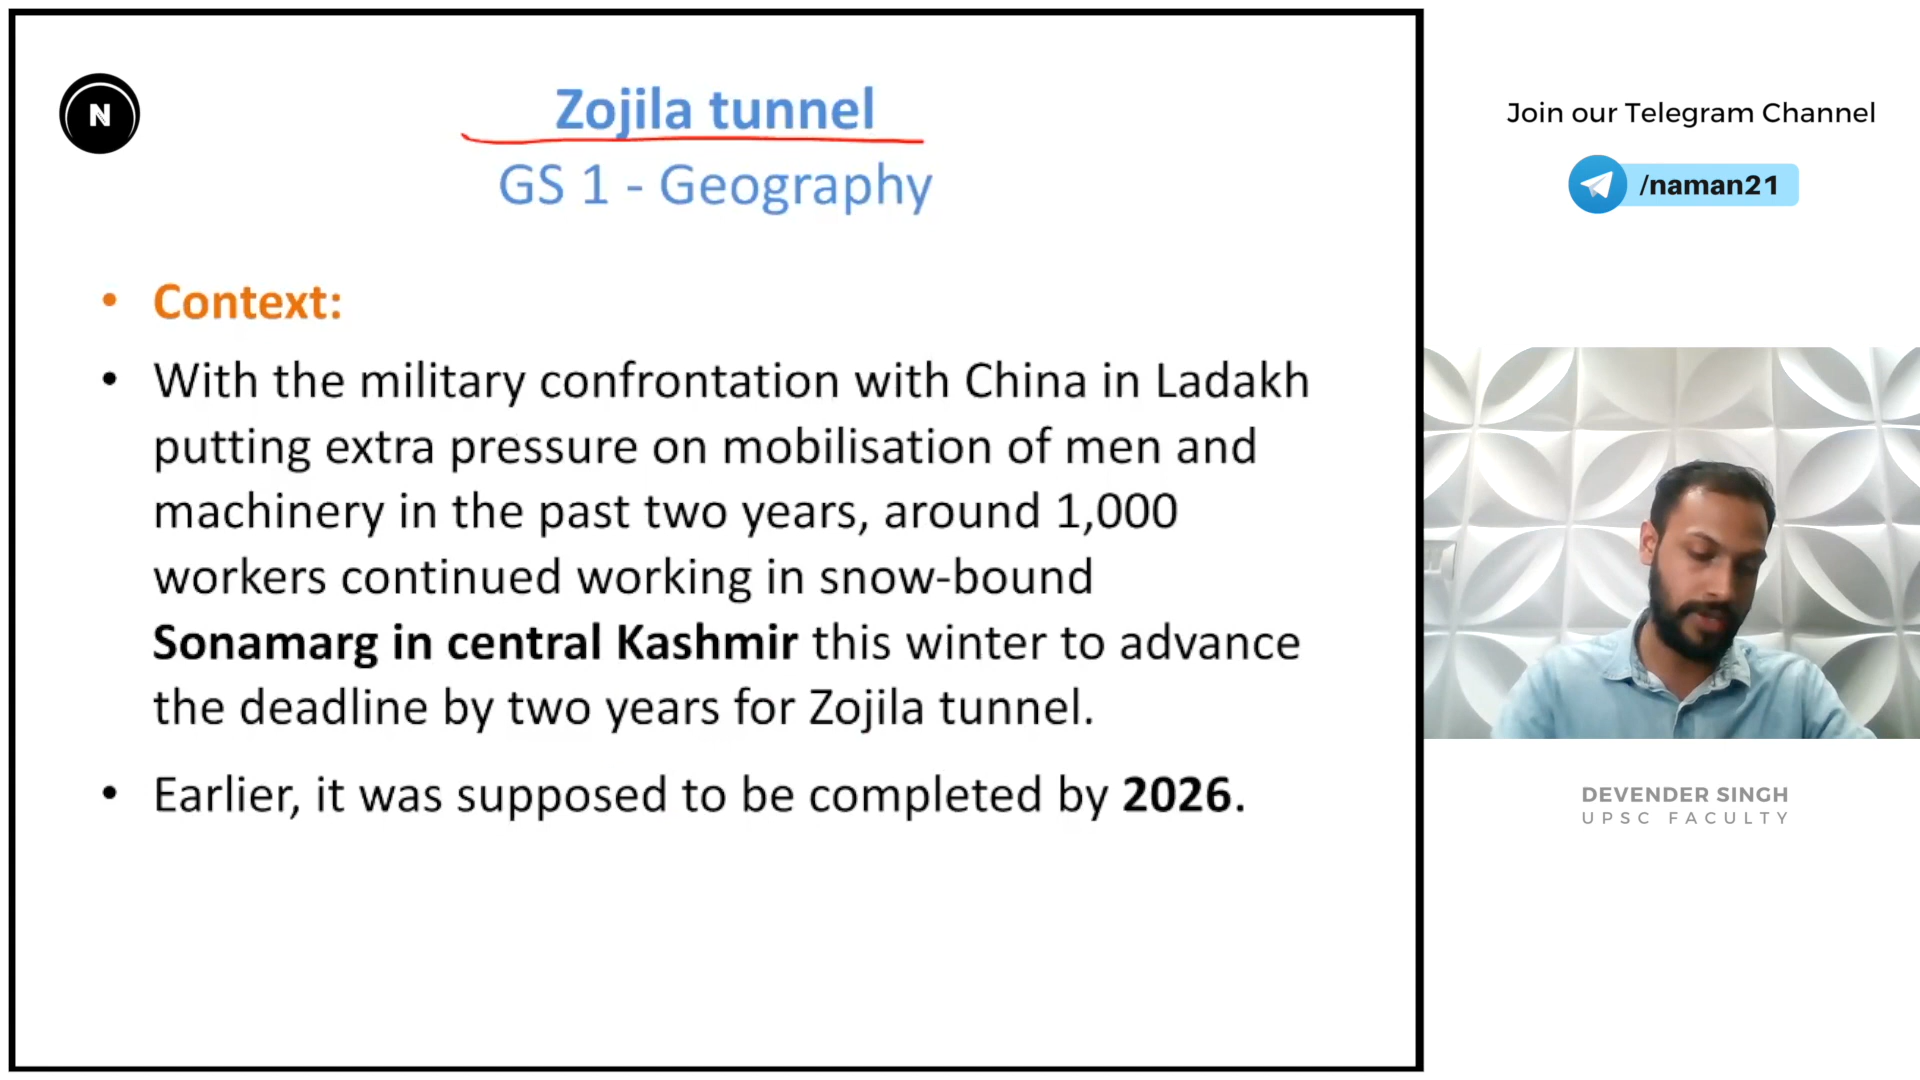 N
Zojila tunnel
GS 1 - Geography
• Context:
• With the military confrontation with China in Ladakh
putting extra pressure on mobilisation of men and
machinery in the past two years, around 1,000
workers continued working in snow-bound
Sonamarg in central Kashmir this winter to advance
the deadline by two years for Zojila tunnel.
• Earlier, it was supposed to be completed by 2026.
Join our Telegram Channel
/naman21
DEVENDER SINGH
UPSC FACULTY